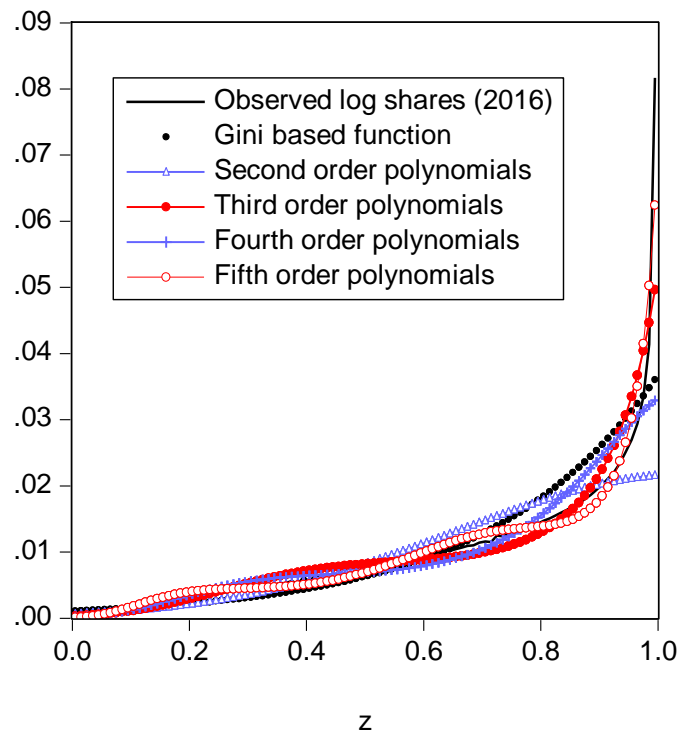 .09
.08
.07
.06
.05
.04
.03
.02
.01
.00
Observed log shares (2016)
Gini based function
Second order polynomials
Third order polynomials
Fourth order polynomials
Fifth order polynomials
0.0 0.2 0.4 0.6 0.8 1.0
z